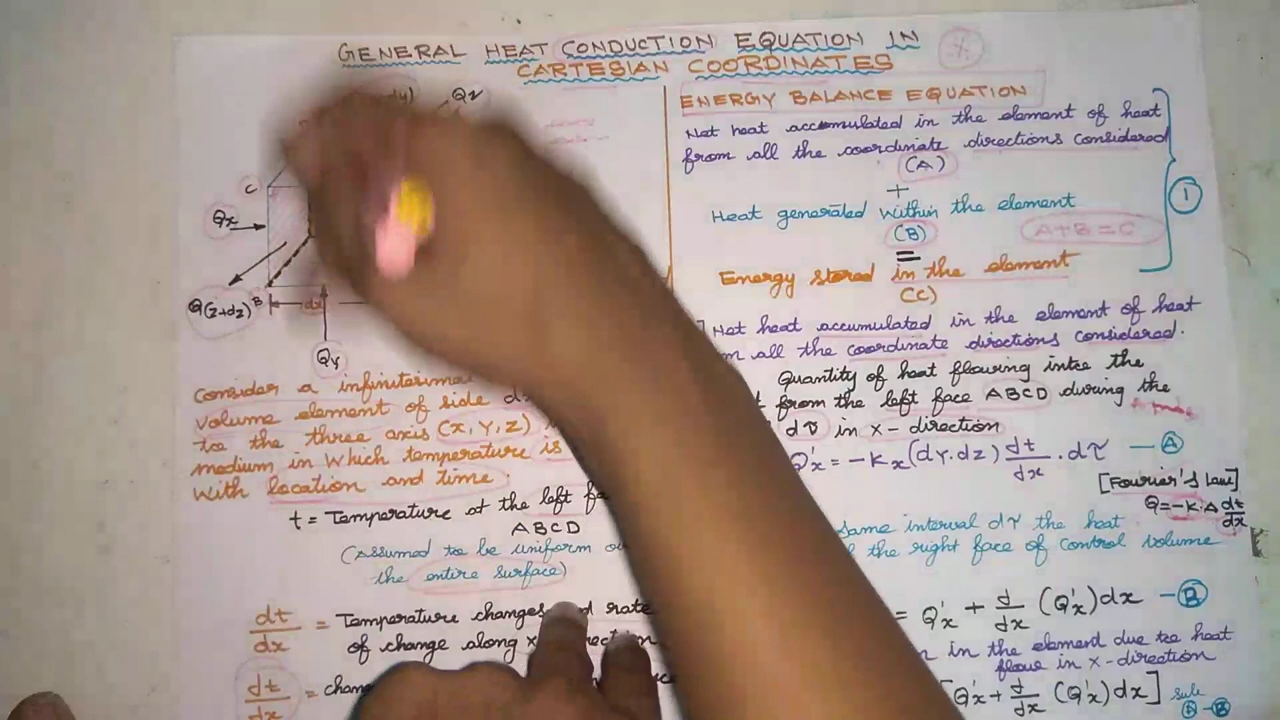 GENERAL HEAT CONDUCTION EQUATION IN
CARTESIAN COORDINATES
dy)
Qz
C
Qx
Q(z+dz)
B
dx
Qy
Consider a infinitesimal
volume element of side
to the three axis (x, y, z)
medium in which temperature is
with location and time.
t = Temperature at the left
ABCD
(Assumed to be uniform
the entire surface)
dt/dx = Temperature changes rate
of change along x
dt/dx =
ENERGY BALANCE EQUATION
Net heat accumulated in the element of heat
from all the coordinate directions considered
(A)
+
Heat generated within the element
(B)
A+B=C
=
Energy stored in the element
(C)
1
Net heat accumulated in the element of heat
all the coordinate directions considered.
Quantity of heat flowing into the
from the left face ABCD during the
dτ in x-direction
Q'x = -Kx(dy.dz) dt/dx . dτ — A
[Fourier's Law]
Q=-K.A dt/dx
same interval dτ the heat
the right face of control volume
= Q'x + d/dx (Q'x)dx — B
in the element due to heat
flow in x-direction
[Q'x + d/dx (Q'x)dx] sub
A - B